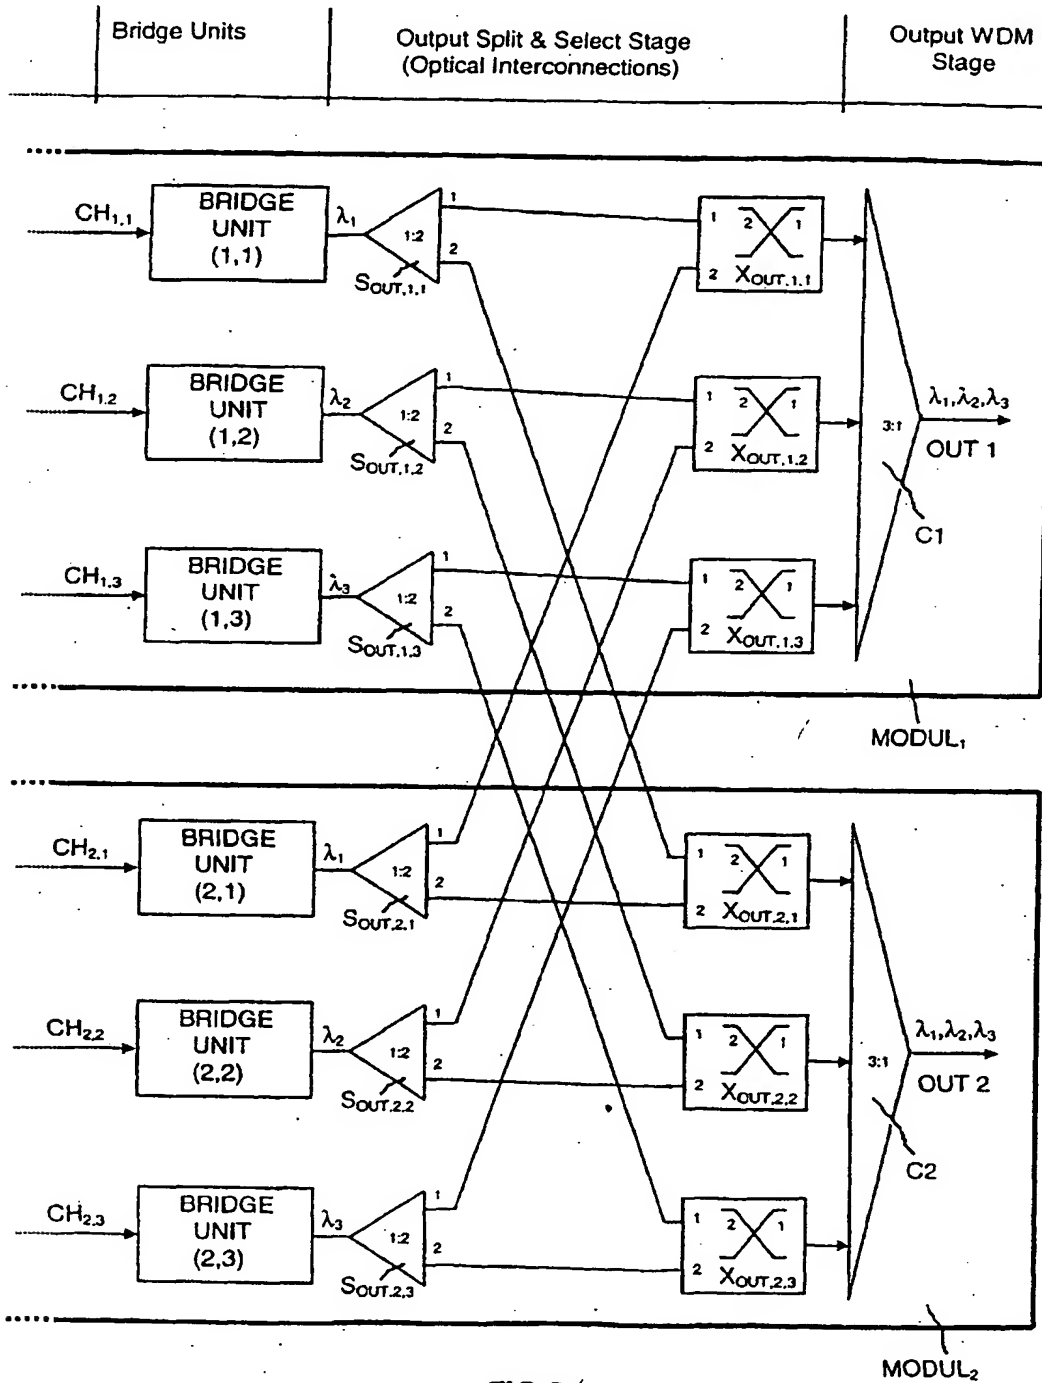 Bridge Units
Output Split & Select Stage
(Optical Interconnections)
Output WDM
Stage
CH1,1
BRIDGE
UNIT
(1,1)
λ1
1:2
1
2
SOUT,1,1
1
2
2
1
XOUT,1,1
CH1,2
BRIDGE
UNIT
(1,2)
λ2
1:2
1
2
SOUT,1,2
1
2
2
1
XOUT,1,2
3:1
λ1,λ2,λ3
OUT 1
C1
CH1,3
BRIDGE
UNIT
(1,3)
λ3
1:2
1
2
SOUT,1,3
1
2
2
1
XOUT,1,3
MODUL1
CH2,1
BRIDGE
UNIT
(2,1)
λ1
1:2
1
2
SOUT,2,1
1
2
2
1
XOUT,2,1
CH2,2
BRIDGE
UNIT
(2,2)
λ2
1:2
1
2
SOUT,2,2
1
2
2
1
XOUT,2,2
3:1
λ1,λ2,λ3
OUT 2
C2
CH2,3
BRIDGE
UNIT
(2,3)
λ3
1:2
1
2
SOUT,2,3
1
2
2
1
XOUT,2,3
MODUL2